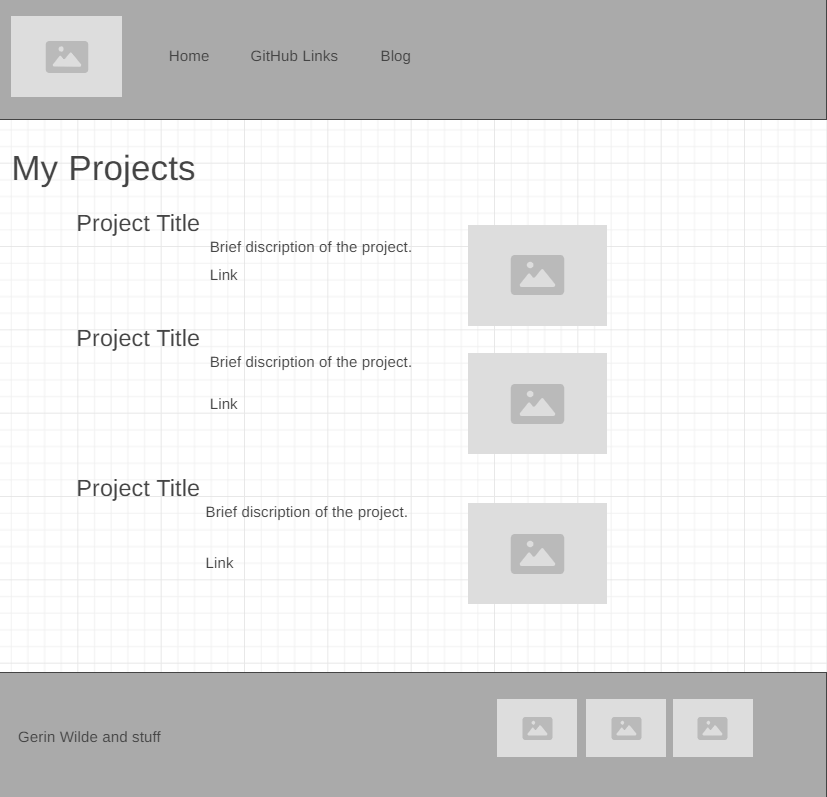 Home GitHub Links Blog
My Projects
Project Title
Brief discription of the project.
Link
Project Title
Brief discription of the project.
Link
Project Title
Brief discription of the project.
Link
Gerin Wilde and stuff